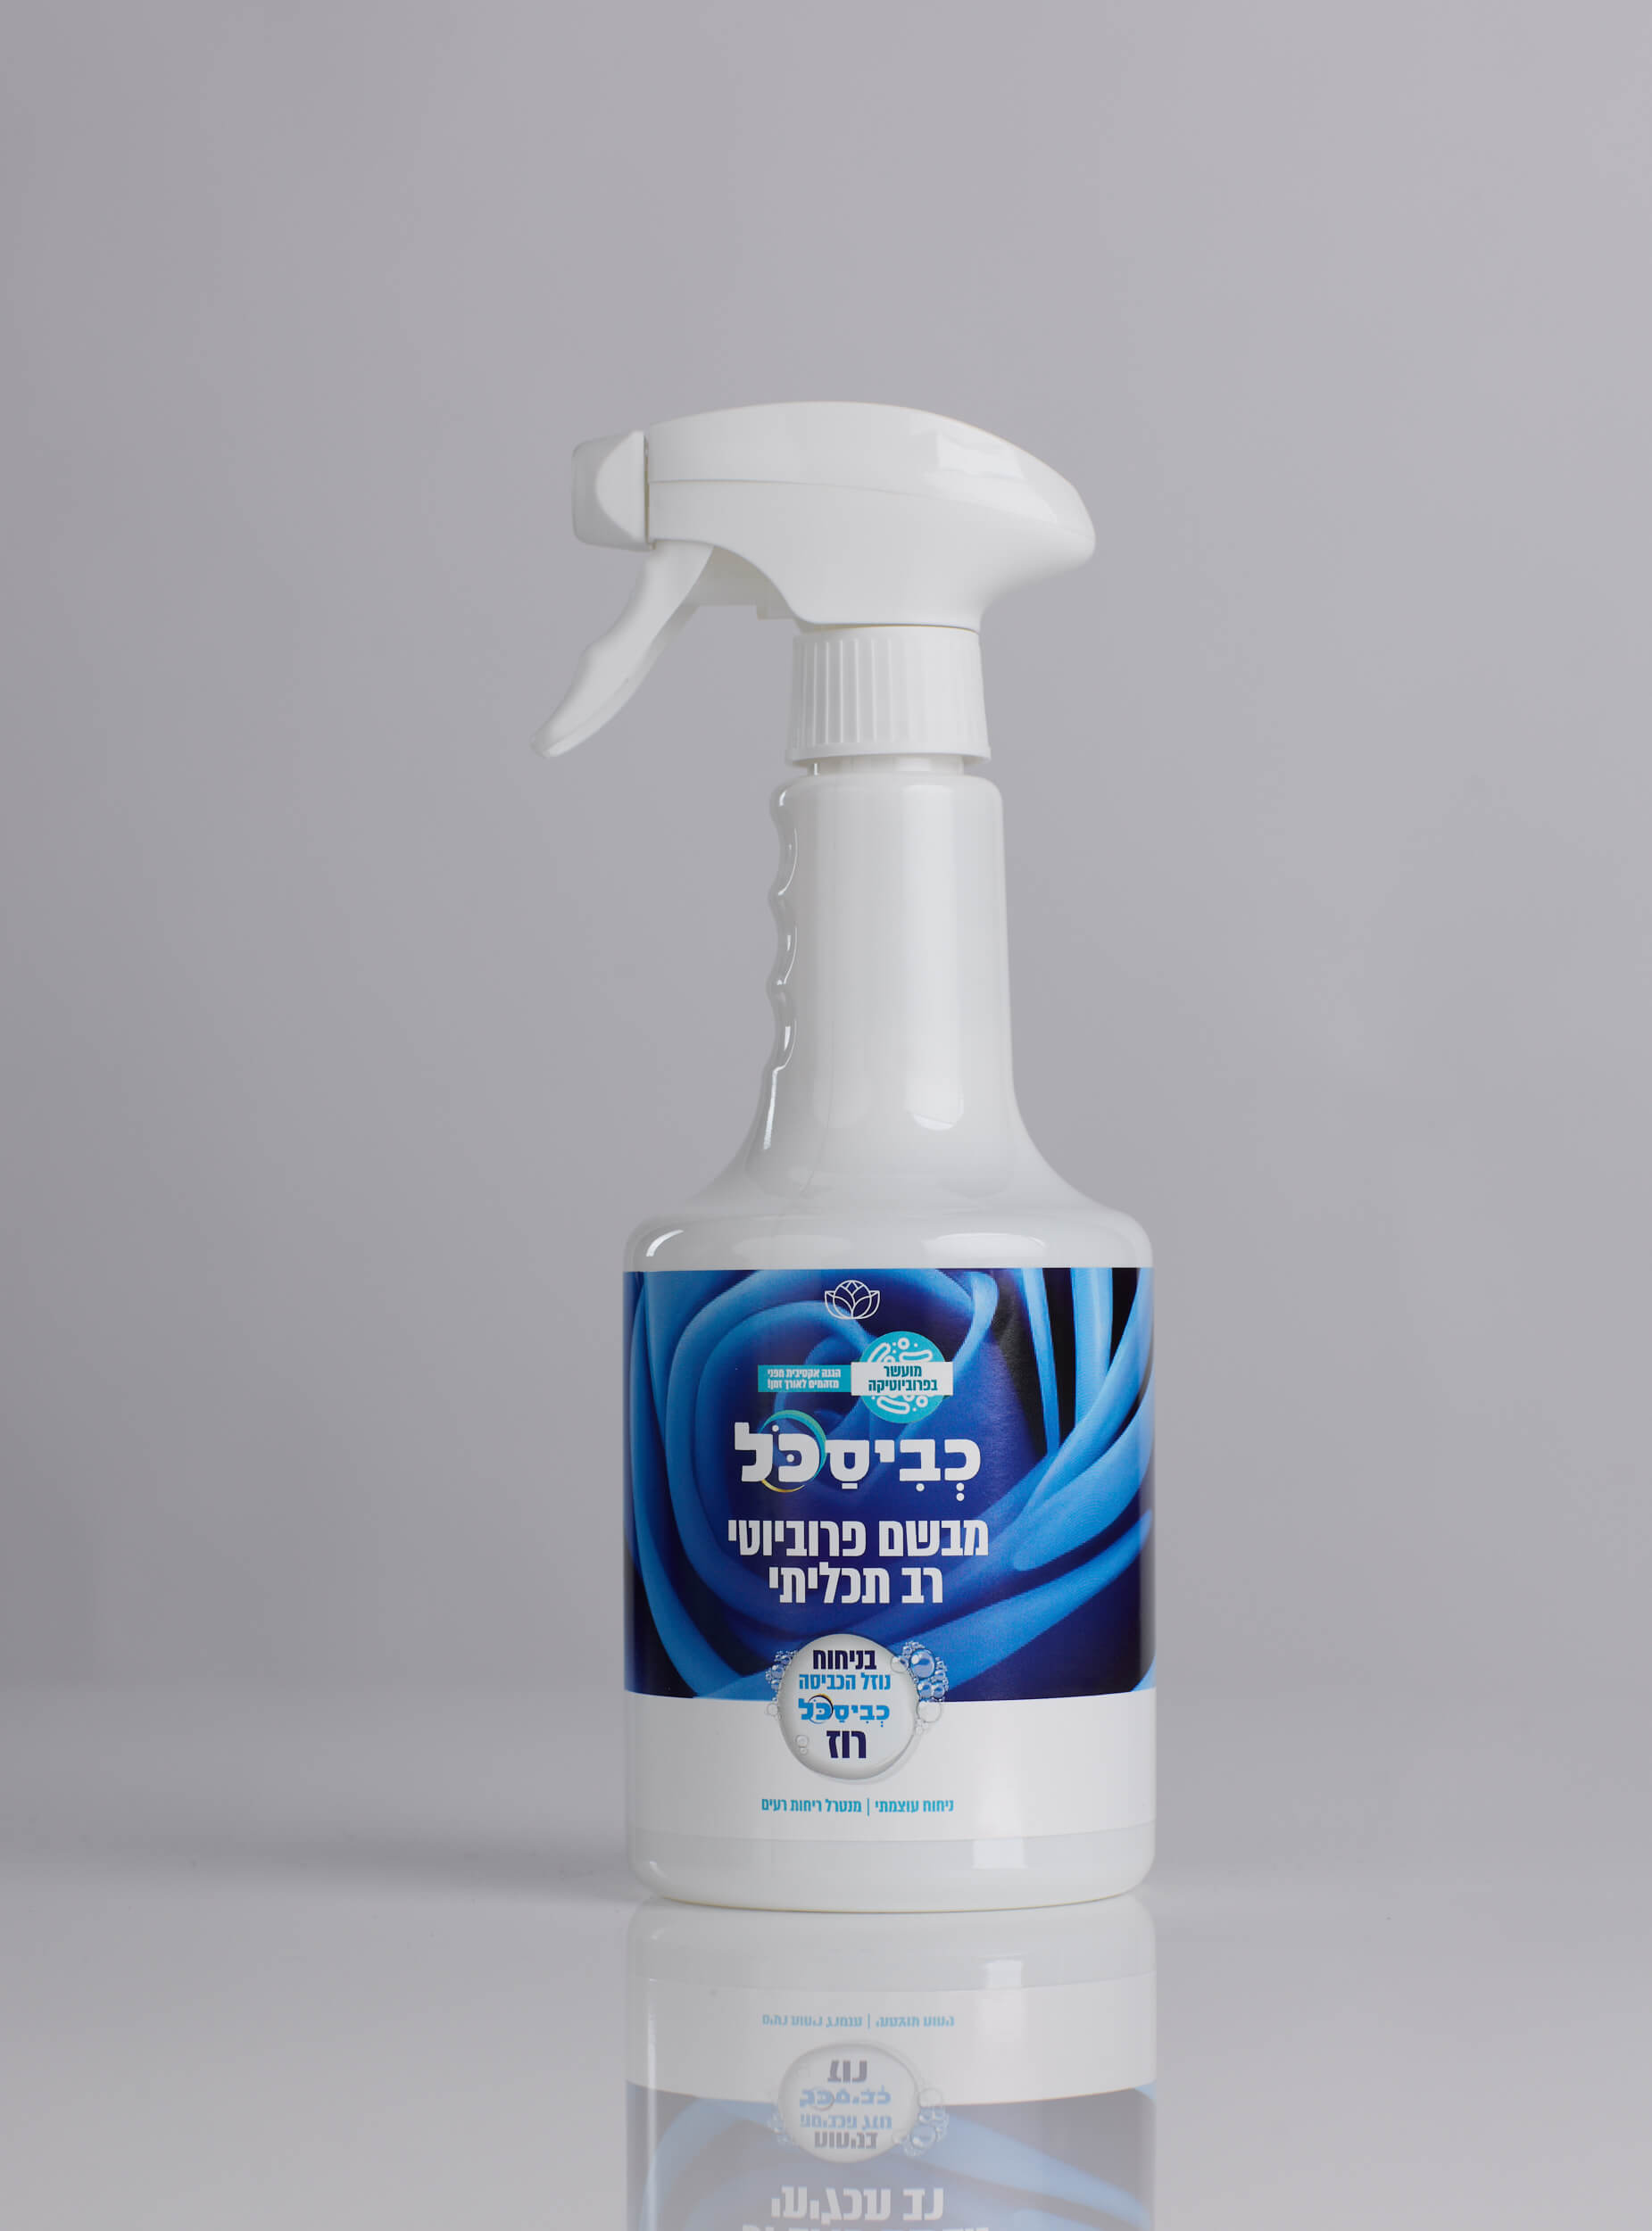 מועשר
בפרוביוטיקה
הגנה אקטיבית מפני
מזהמים לאורך זמן!
כְּבִיסַכֹּל
מבשם פרוביוטי
רב תכליתי
בניחוח
נוזל הכביסה
כְּבִיסַכֹּל
רוז
ניחוח עוצמתי | מנטרל ריחות רעים